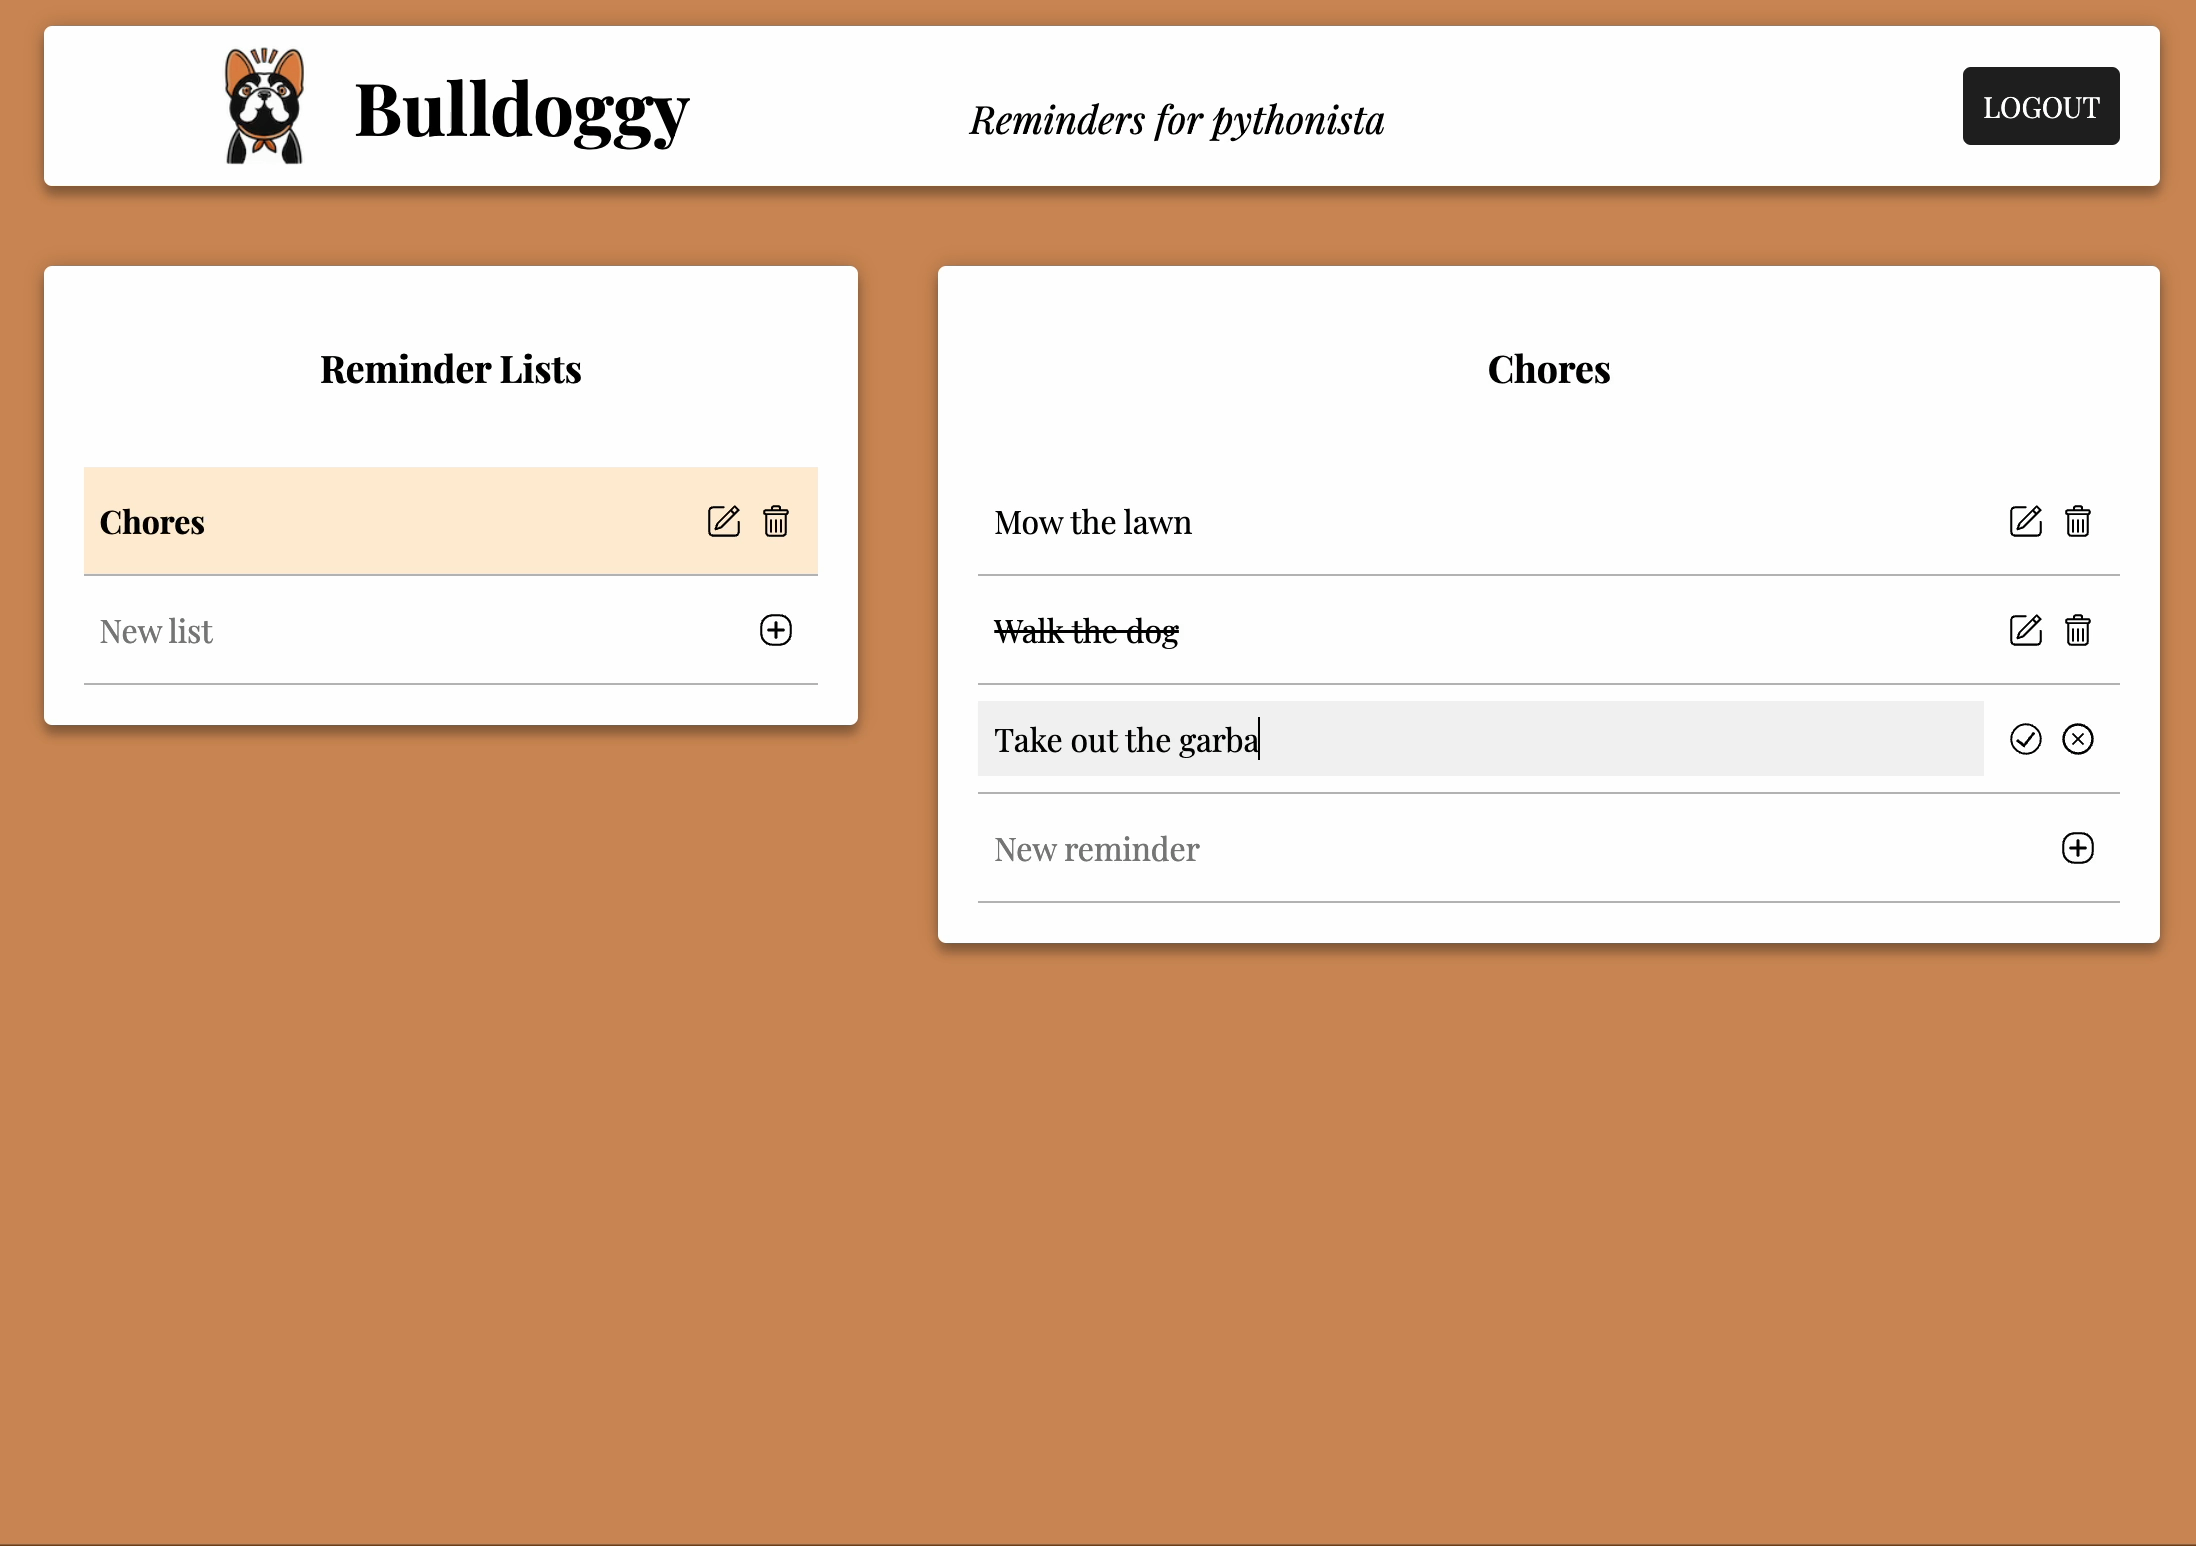 Bulldoggy
Reminders for pythonista
LOGOUT
Reminder Lists
Chores
New list
Chores
Mow the lawn
Walk the dog
Take out the garba
New reminder